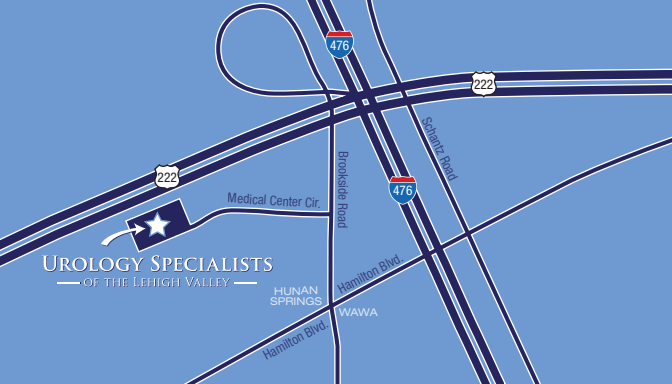 476
222
Schantz Road
222
Brookside Road
476
Medical Center Cir.
UROLOGY SPECIALISTS
OF THE LEHIGH VALLEY
Hamilton Blvd.
HUNAN
SPRINGS
WAWA
Hamilton Blvd.